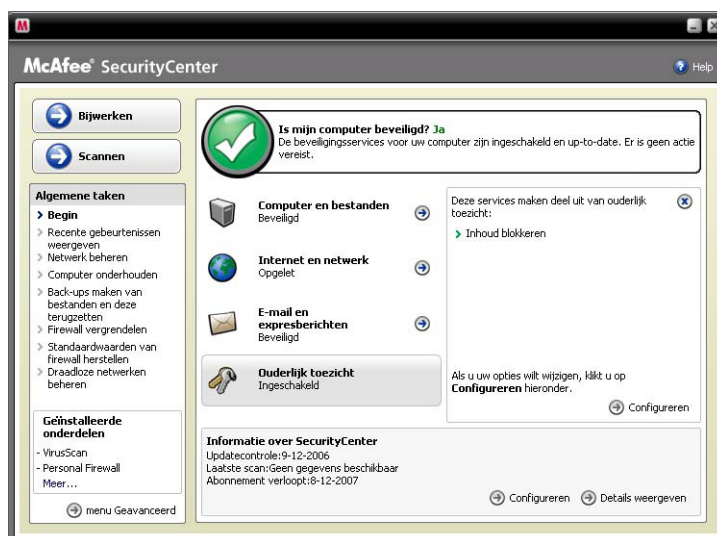 McAfee® SecurityCenter
Help
Bijwerken
Scannen
Algemene taken
Begin
Recente gebeurtenissen
weergeven
Netwerk beheren
Computer onderhouden
Back-ups maken van
bestanden en deze
terugzetten
Firewall vergrendelen
Standaardwaarden van
firewall herstellen
Draadloze netwerken
beheren
Geïnstalleerde
onderdelen
- VirusScan
- Personal Firewall
Meer...
menu Geavanceerd
Is mijn computer beveiligd? Ja
De beveiligingsservices voor uw computer zijn ingeschakeld en up-to-date. Er is geen actie
vereist.
Computer en bestanden
Beveiligd
Internet en netwerk
Opgelet
E-mail en
expresberichten
Beveiligd
Ouderlijk toezicht
Ingeschakeld
Deze services maken deel uit van ouderlijk
toezicht:
Inhoud blokkeren
Als u uw opties wilt wijzigen, klikt u op
Configureren hieronder.
Configureren
Informatie over SecurityCenter
Updatecontrole:9-12-2006
Laatste scan:Geen gegevens beschikbaar
Abonnement verloopt:8-12-2007
Configureren
Details weergeven